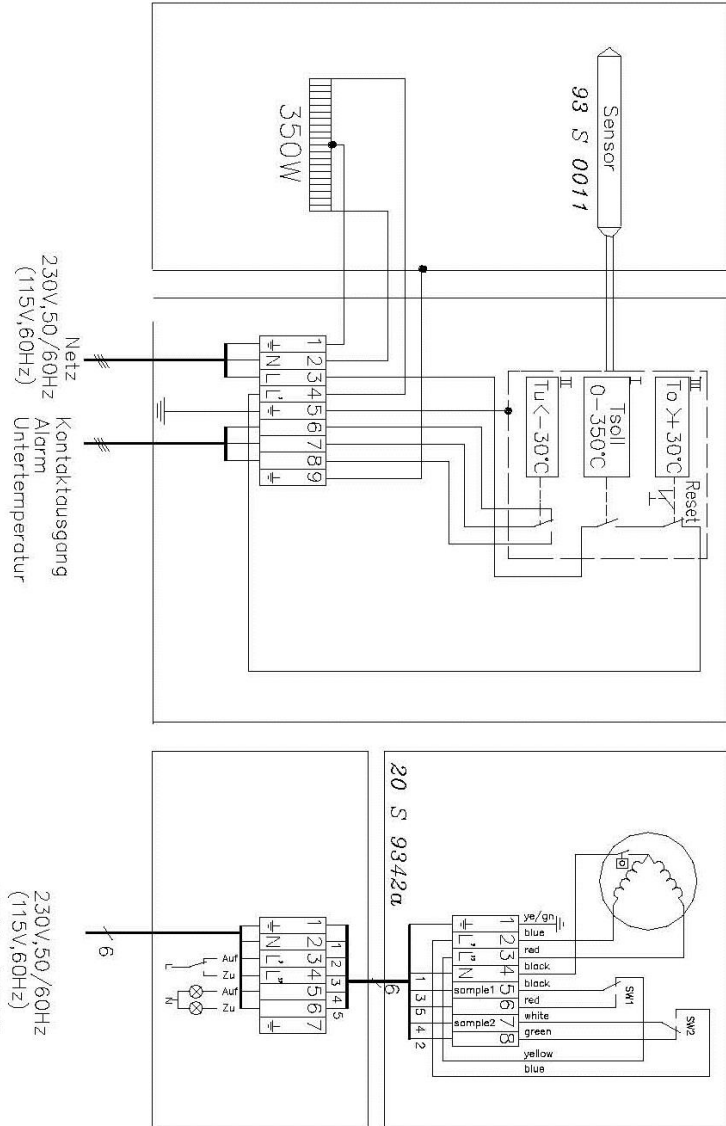 Sensor
93 S 0011
350W
III
To >+30°C
Reset
I
Tsoll
0-350°C
II
Tu<-30°C
1
2 N
3 L
4 L'
5
6
7
8
9
Netz
230V,50/60Hz
(115V,60Hz)
Kontaktausgang
Alarm
Untertemperatur
20 S 9342a
SW1
SW2
1 ye/gn
2 L' blue
3 L" red
4 N black
5 sample1 black
6 red
7 sample2 white
8 green
yellow
blue
1
3
5
4
2
6
1
2 N 1
3 L' 2
4 L" 3
5 4
6 5
7
Auf
Zu
Auf
Zu
N
6
230V,50/60Hz
(115V,60Hz)